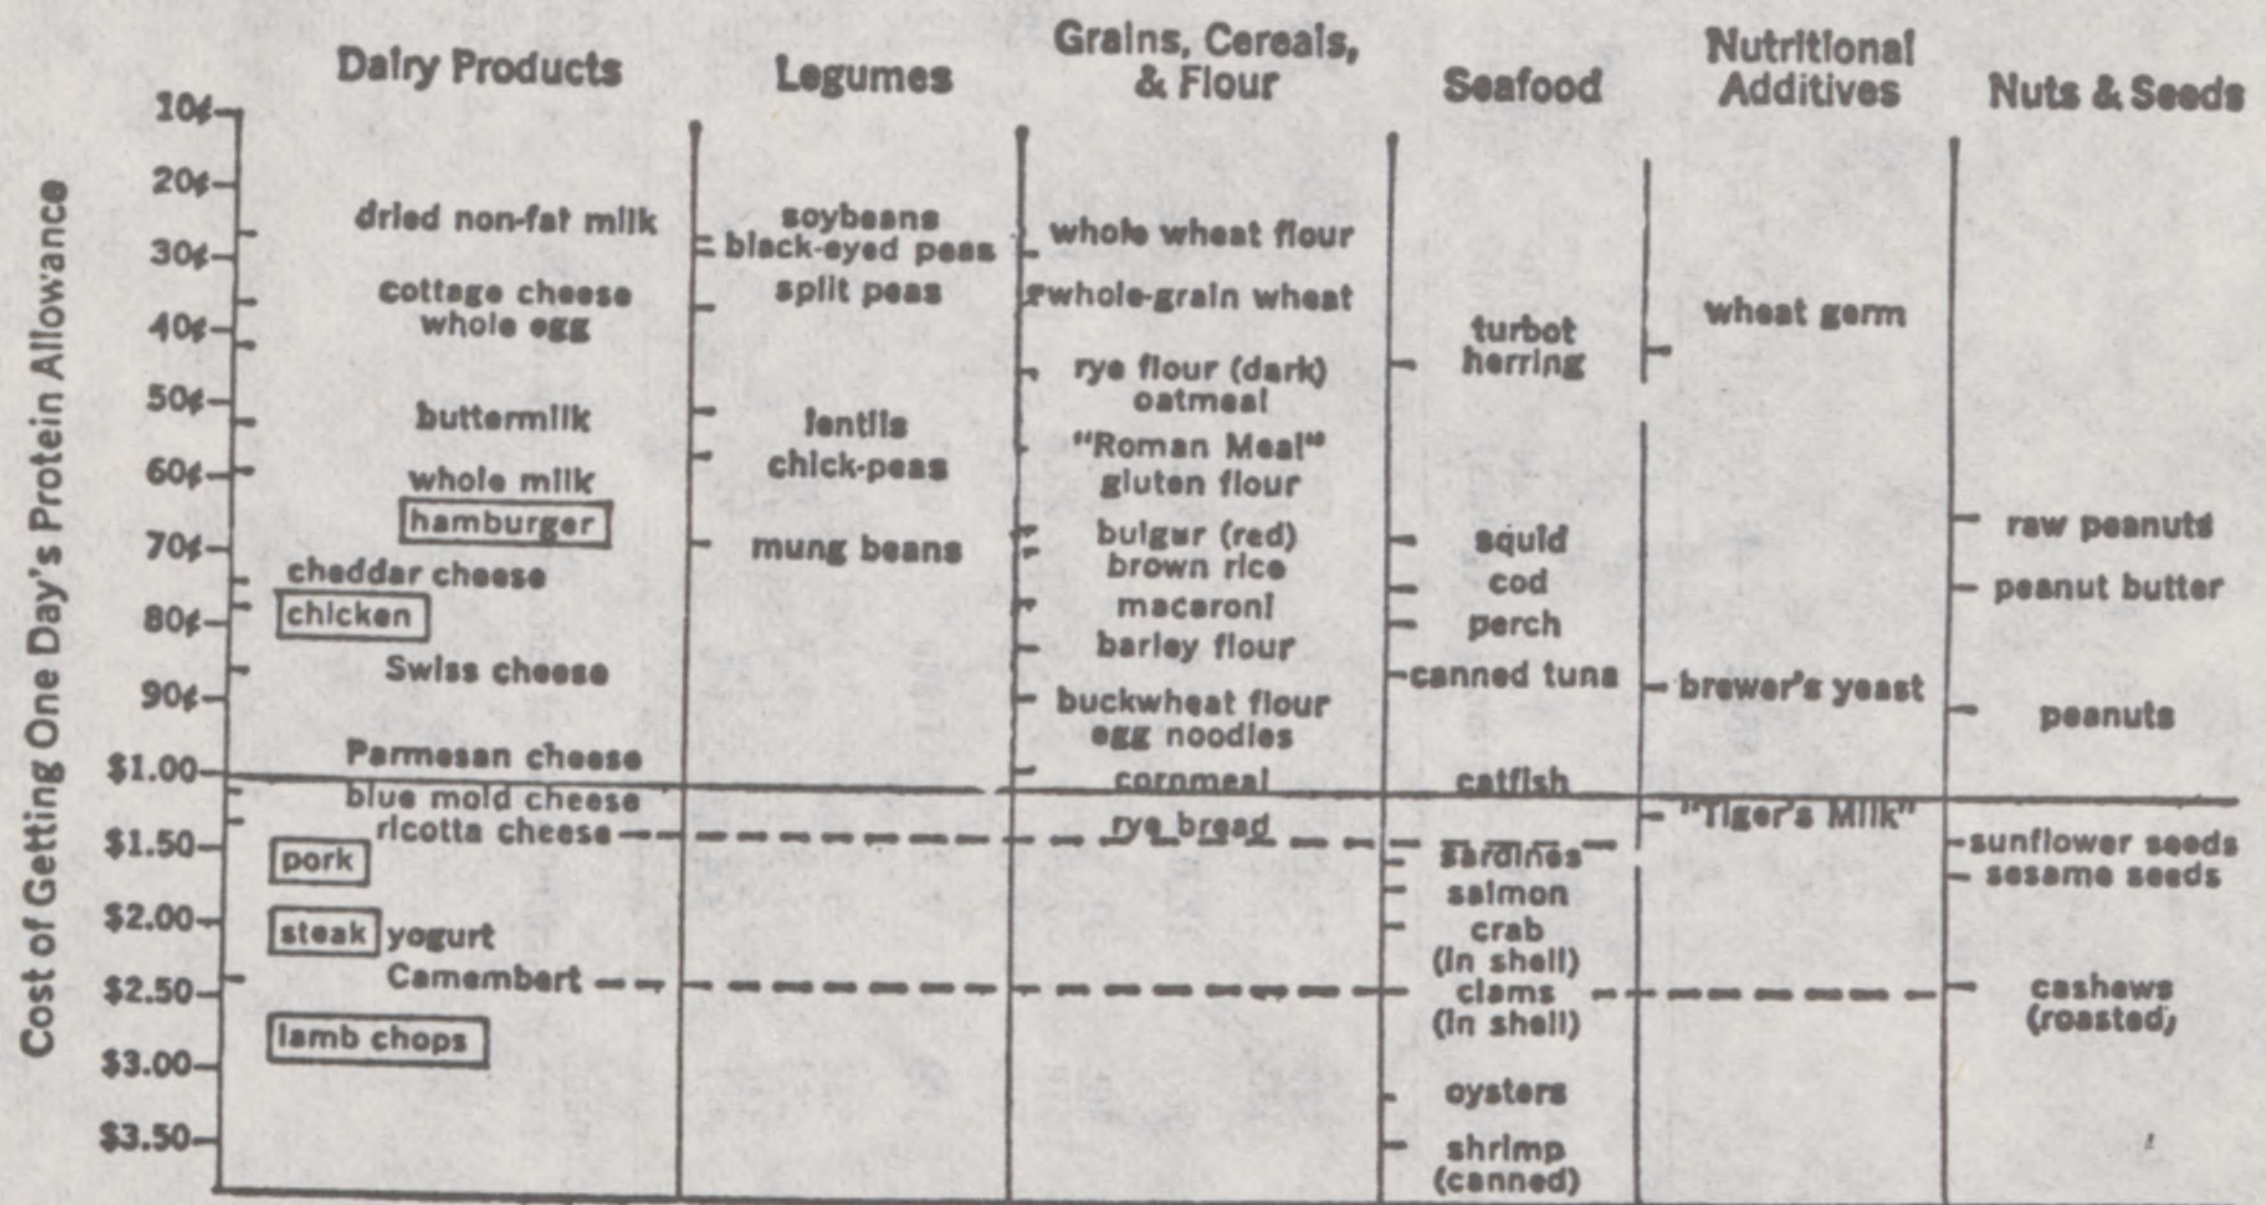 Cost of Getting One Day's Protein Allowance
10¢
20¢
30¢
40¢
50¢
60¢
70¢
80¢
90¢
$1.00
$1.50
$2.00
$2.50
$3.00
$3.50
Dairy Products
dried non-fat milk
cottage cheese
whole egg
buttermilk
whole milk
hamburger
cheddar cheese
chicken
Swiss cheese
Parmesan cheese
blue mold cheese
ricotta cheese
pork
steak yogurt
Camembert
lamb chops
Legumes
soybeans
black-eyed peas
split peas
lentils
chick-peas
mung beans
Grains, Cereals,
& Flour
whole wheat flour
whole-grain wheat
rye flour (dark)
oatmeal
"Roman Meal"
gluten flour
bulgur (red)
brown rice
macaroni
barley flour
buckwheat flour
egg noodles
cornmeal
rye bread
Seafood
turbot
herring
squid
cod
perch
canned tuna
catfish
sardines
salmon
crab
(in shell)
clams
(in shell)
oysters
shrimp
(canned)
Nutritional
Additives
wheat germ
brewer's yeast
"Tiger's Milk"
Nuts & Seeds
raw peanuts
peanut butter
peanuts
sunflower seeds
sesame seeds
cashews
(roasted)